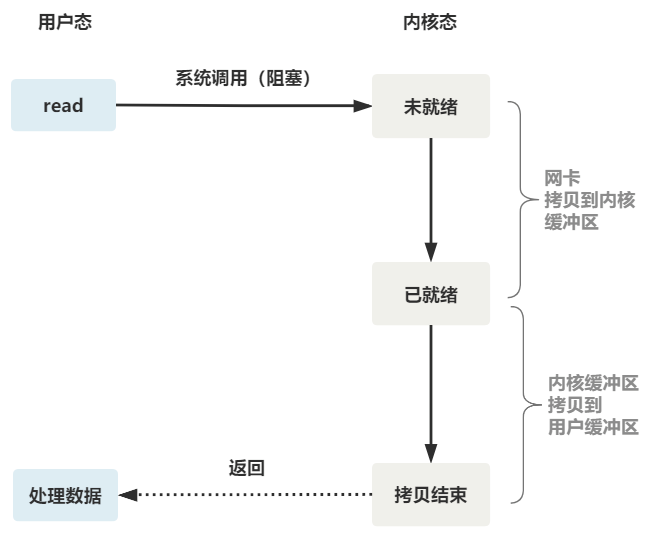 用户态
内核态
系统调用（阻塞）
read
未就绪
网卡
拷贝到内核
缓冲区
已就绪
内核缓冲区
拷贝到
用户缓冲区
返回
处理数据
拷贝结束